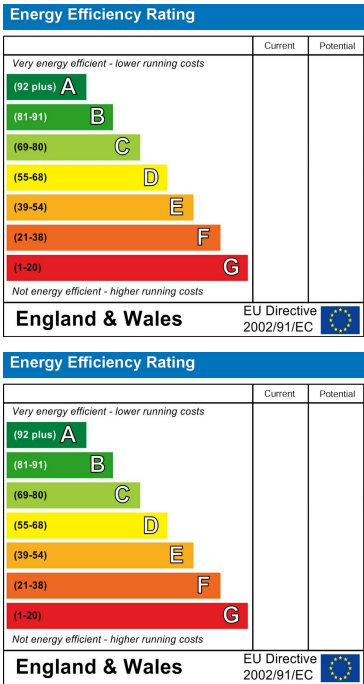 Energy Efficiency Rating
Current Potential
Very energy efficient - lower running costs
(92 plus) A
(81-91) B
(69-80) C
(55-68) D
(39-54) E
(21-38) F
(1-20) G
Not energy efficient - higher running costs
England & Wales
EU Directive
2002/91/EC
Energy Efficiency Rating
Current Potential
Very energy efficient - lower running costs
(92 plus) A
(81-91) B
(69-80) C
(55-68) D
(39-54) E
(21-38) F
(1-20) G
Not energy efficient - higher running costs
England & Wales
EU Directive
2002/91/EC